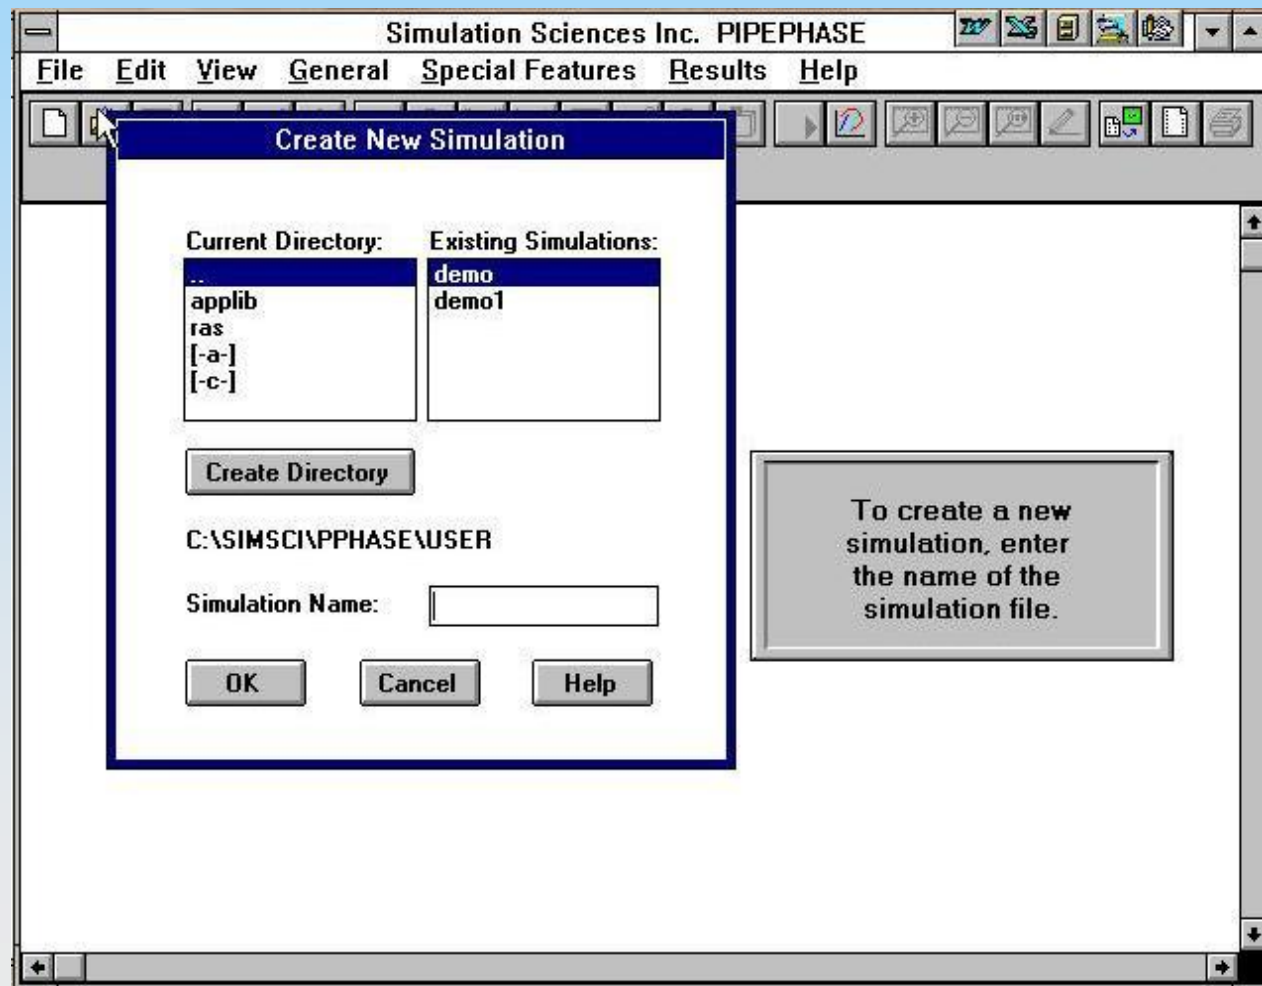 Simulation Sciences Inc. PIPEPHASE
File Edit View General Special Features Results Help
Create New Simulation
Current Directory: Existing Simulations:
.. demo
applib demo1
ras
[-a-]
[-c-]
Create Directory
C:\SIMSCI\PPHASE\USER
Simulation Name:
OK Cancel Help
To create a new
simulation, enter
the name of the
simulation file.